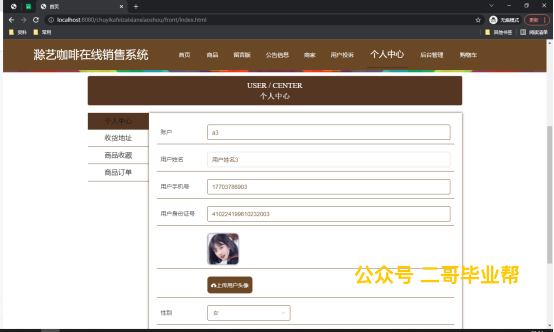 首页
localhost:8080/chuyikafeizaixianxiaoshou/front/index.html
无痕模式
更新
资料 常用 其他书签 阅读清单
滁艺咖啡在线销售系统 首页 商品 留言版 公告信息 商家 用户投诉 个人中心 后台管理 购物车
USER / CENTER
个人中心
个人中心
收货地址
商品收藏
商品订单
账户 a3
用户姓名 用户姓名3
用户手机号 17703786903
用户身份证号 410224199610232003
上传用户头像
性别 女
公众号 二哥毕业帮